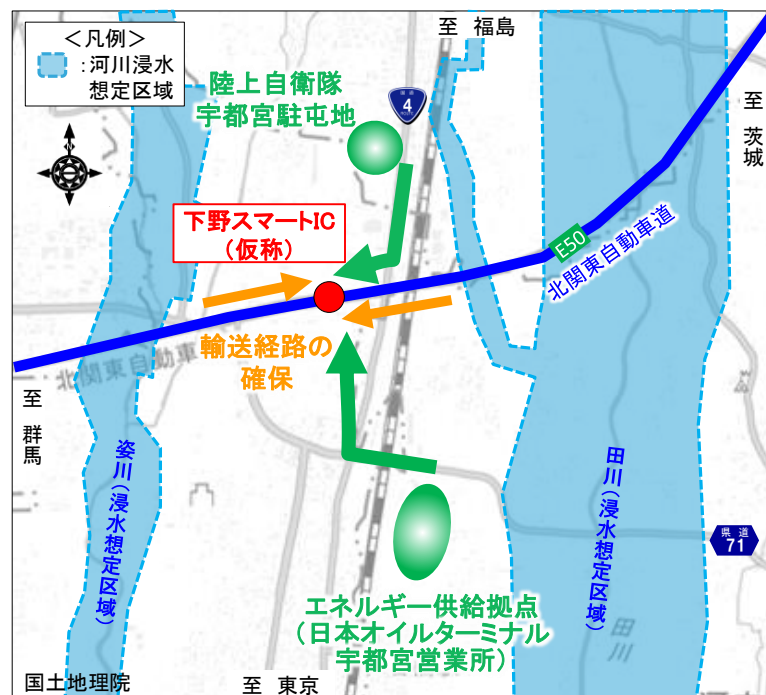 ＜凡例＞
：河川浸水
想定区域
至 福島
陸上自衛隊
宇都宮駐屯地
国道
4
至 茨城
下野スマートIC
（仮称）
E50
北関東自動車道
輸送経路の
確保
北関東自動車
至 群馬
姿川（浸水想定区域）
田川（浸水想定区域）
県道
71
エネルギー供給拠点
（日本オイルターミナル
宇都宮営業所）
田川
国土地理院
至 東京